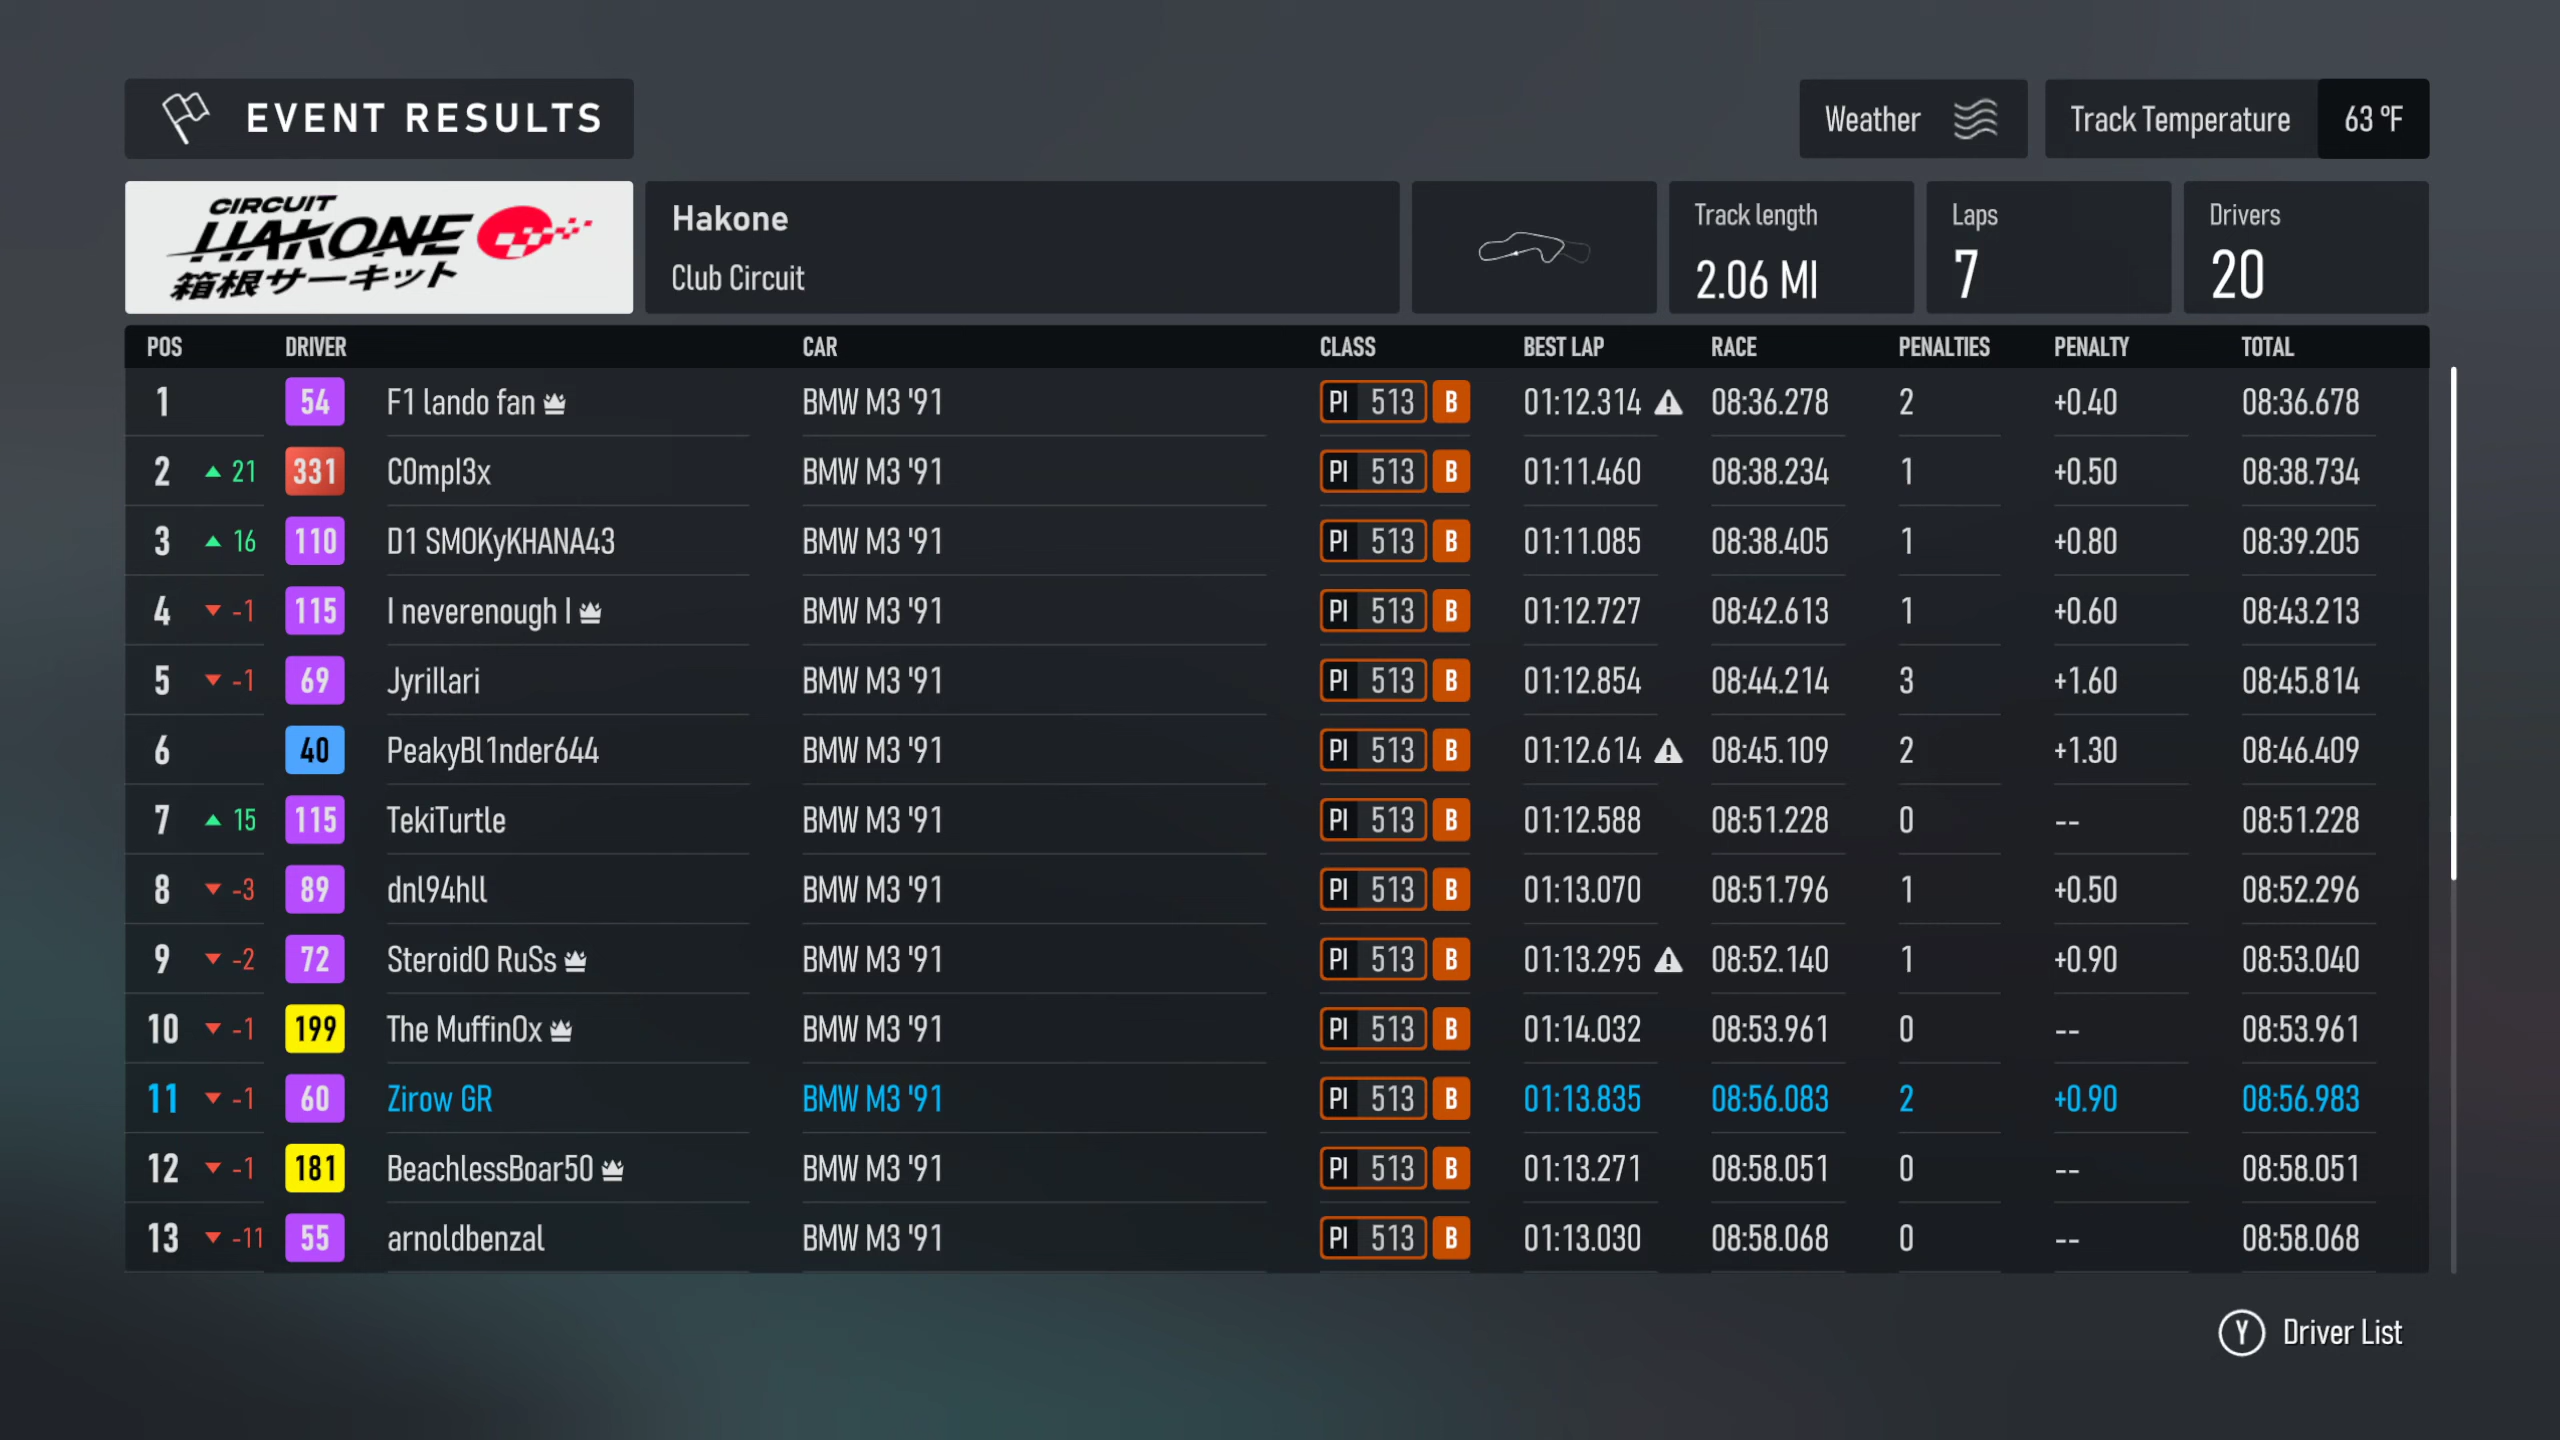 EVENT RESULTS
Weather
Track Temperature 63 °F
CIRCUIT
HAKONE
箱根サーキット
Hakone
Club Circuit
Track length
2.06 MI
Laps
7
Drivers
20
POS DRIVER CAR CLASS BEST LAP RACE PENALTIES PENALTY TOTAL
1 54 F1 lando fan BMW M3 '91 PI 513 B 01:12.314 08:36.278 2 +0.40 08:36.678
2 21 331 C0mpl3x BMW M3 '91 PI 513 B 01:11.460 08:38.234 1 +0.50 08:38.734
3 16 110 D1 SMOKyKHANA43 BMW M3 '91 PI 513 B 01:11.085 08:38.405 1 +0.80 08:39.205
4 -1 115 I neverenough I BMW M3 '91 PI 513 B 01:12.727 08:42.613 1 +0.60 08:43.213
5 -1 69 Jyrillari BMW M3 '91 PI 513 B 01:12.854 08:44.214 3 +1.60 08:45.814
6 40 PeakyBl1nder644 BMW M3 '91 PI 513 B 01:12.614 08:45.109 2 +1.30 08:46.409
7 15 115 TekiTurtle BMW M3 '91 PI 513 B 01:12.588 08:51.228 0 -- 08:51.228
8 -3 89 dnl94hll BMW M3 '91 PI 513 B 01:13.070 08:51.796 1 +0.50 08:52.296
9 -2 72 SteroidO RuSs BMW M3 '91 PI 513 B 01:13.295 08:52.140 1 +0.90 08:53.040
10 -1 199 The MuffinOx BMW M3 '91 PI 513 B 01:14.032 08:53.961 0 -- 08:53.961
11 -1 60 Zirow GR BMW M3 '91 PI 513 B 01:13.835 08:56.083 2 +0.90 08:56.983
12 -1 181 BeachlessBoar50 BMW M3 '91 PI 513 B 01:13.271 08:58.051 0 -- 08:58.051
13 -11 55 arnoldbenzal BMW M3 '91 PI 513 B 01:13.030 08:58.068 0 -- 08:58.068
Y Driver List